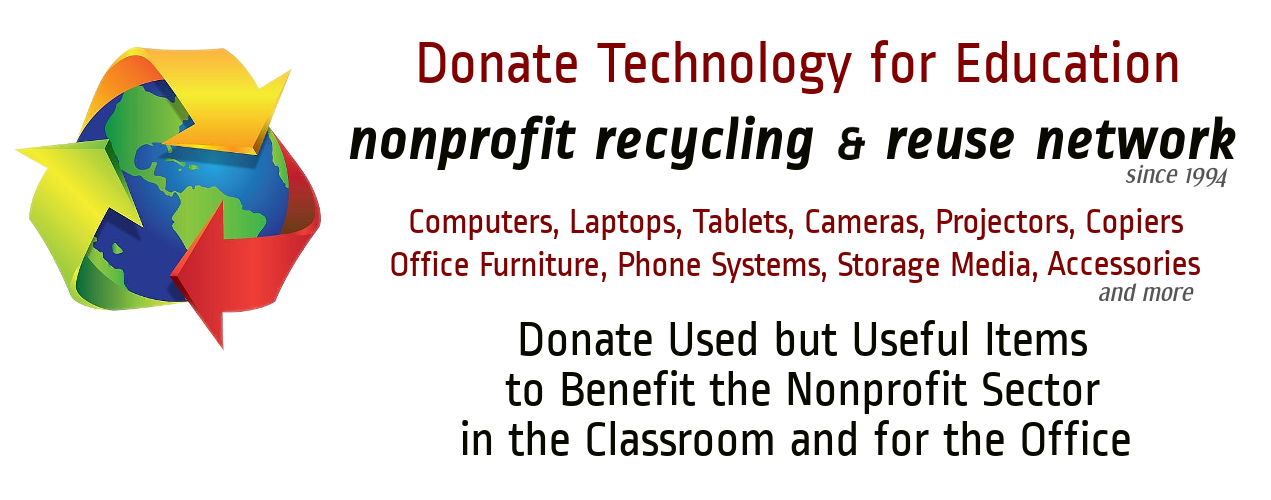 Donate Technology for Education
nonprofit recycling & reuse network
since 1994
Computers, Laptops, Tablets, Cameras, Projectors, Copiers
Office Furniture, Phone Systems, Storage Media, Accessories
and more
Donate Used but Useful Items
to Benefit the Nonprofit Sector
in the Classroom and for the Office